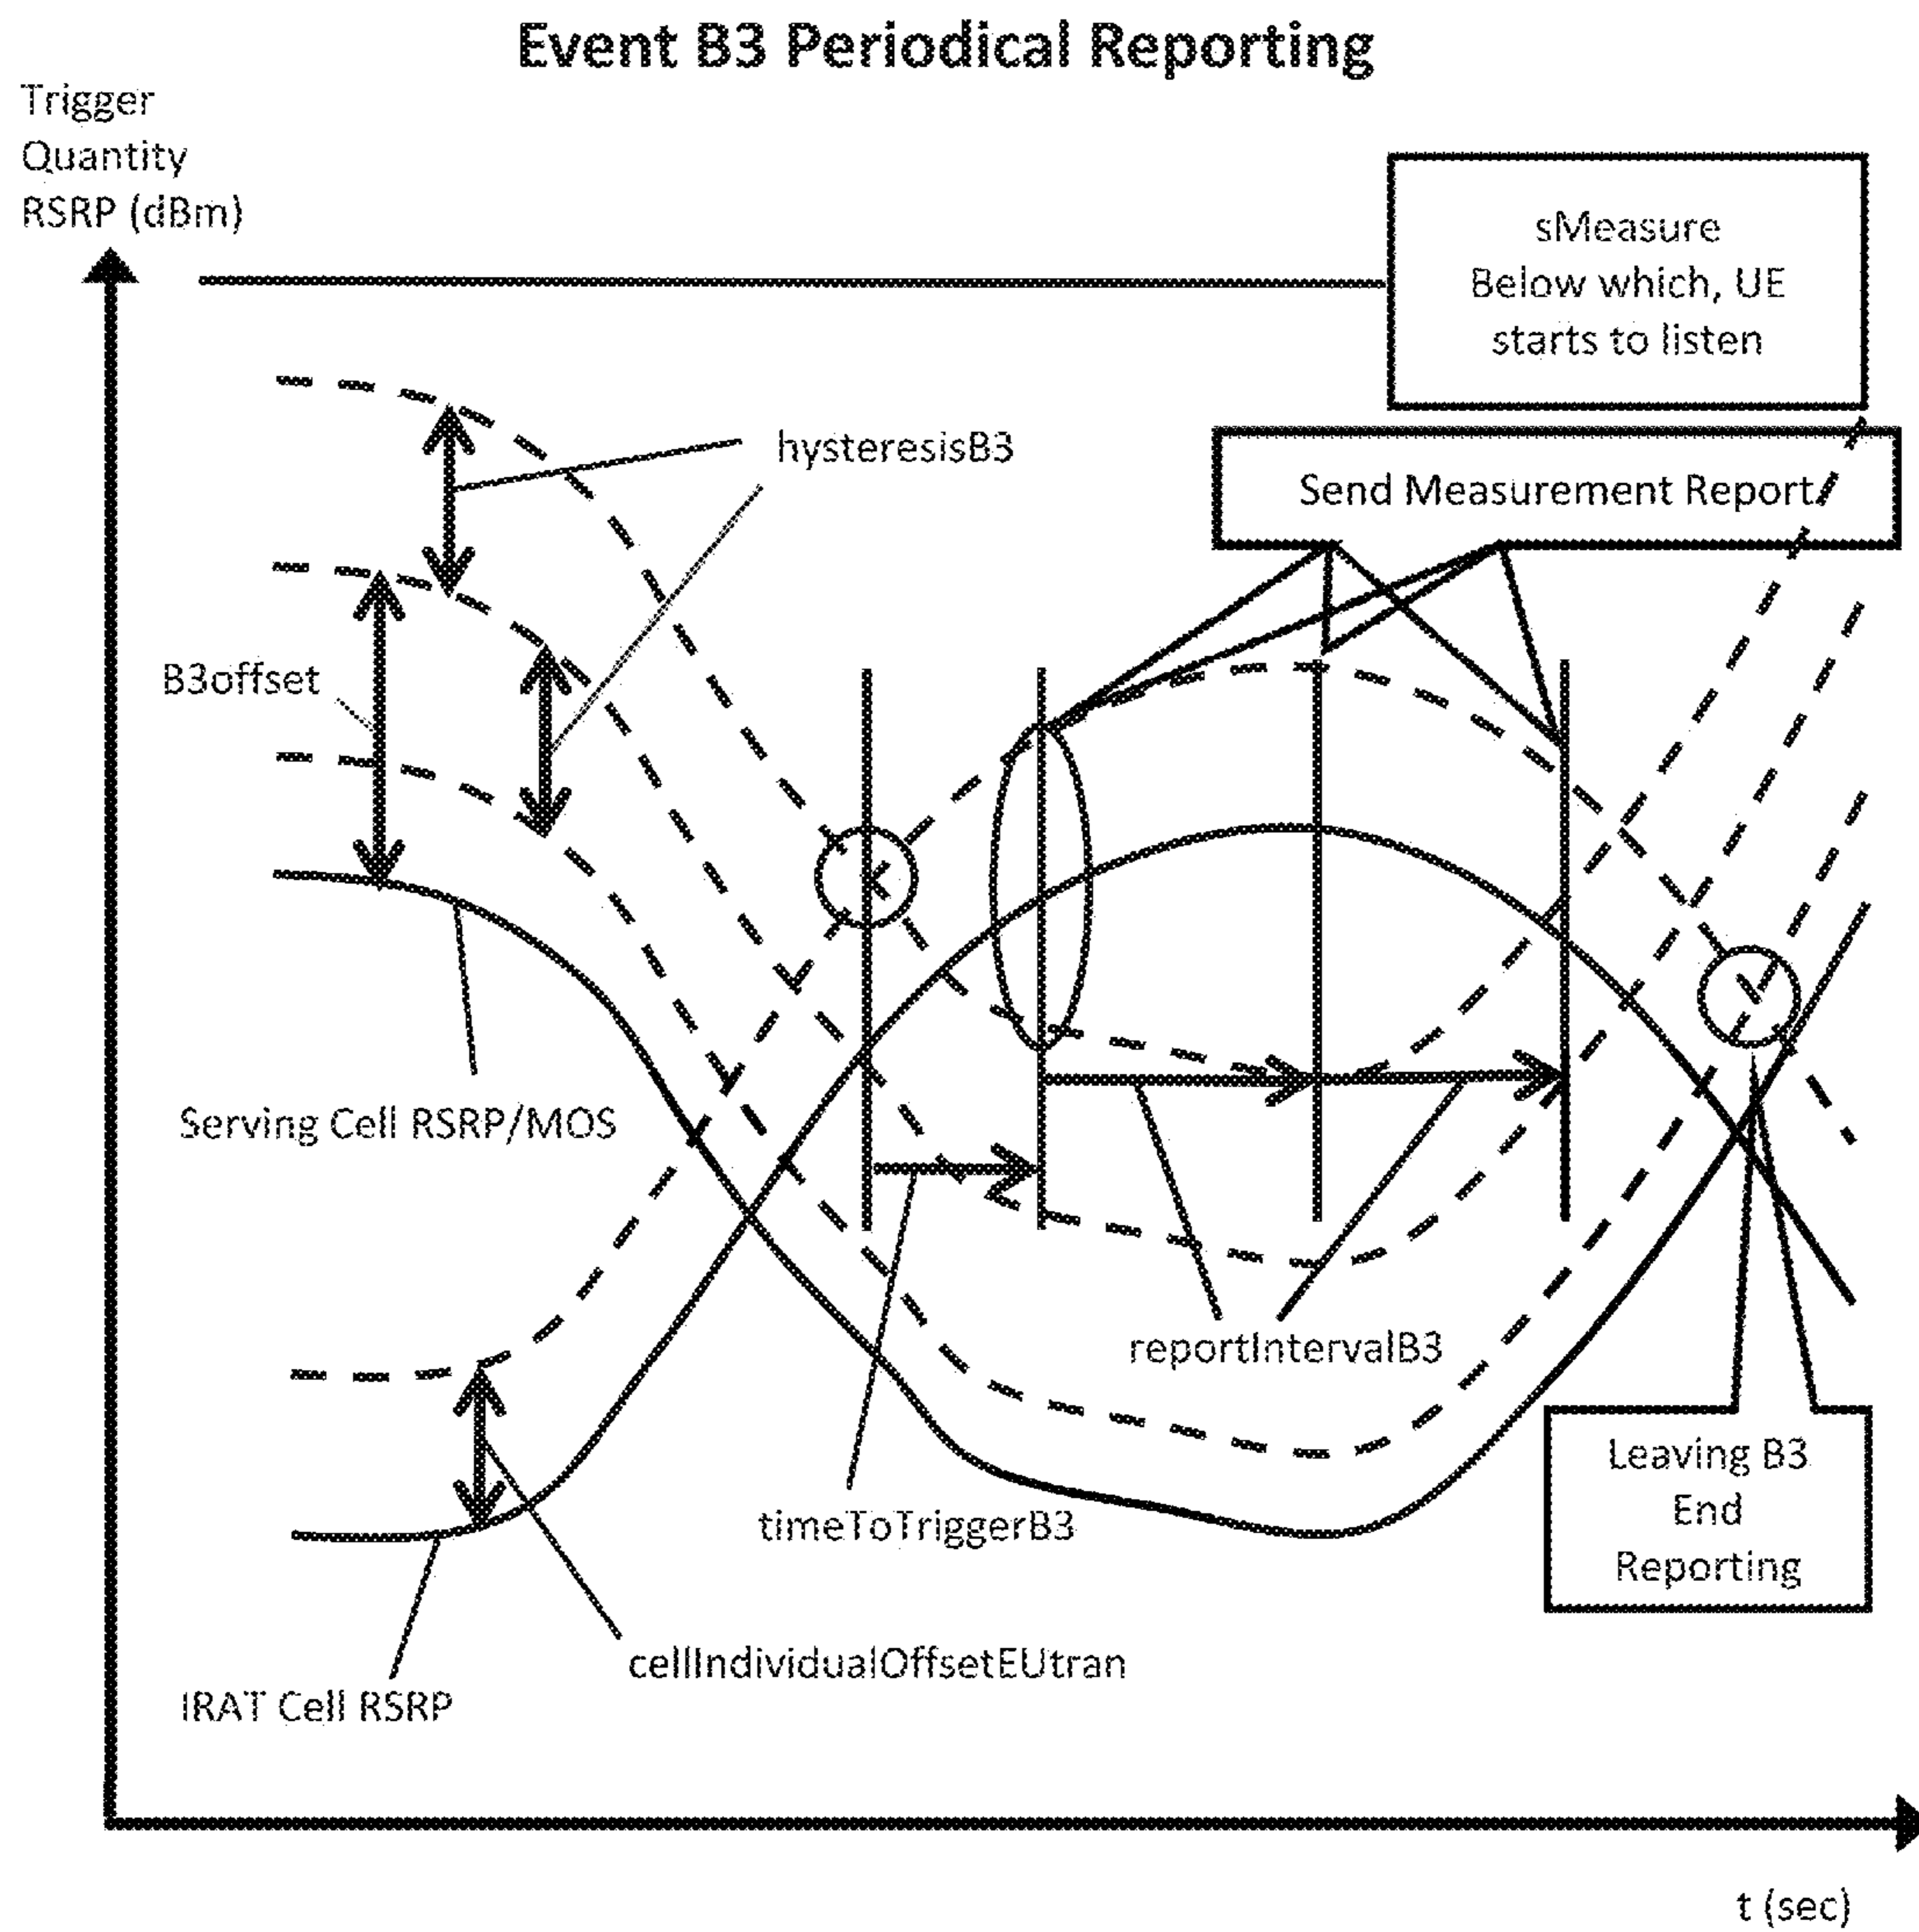 Event B3 Periodical Reporting
Trigger
Quantity
RSRP (dBm)
sMeasure
Below which, UE
starts to listen
hysteresisB3
Send Measurement Report
B3offset
Serving Cell RSRP/MOS
reportIntervalB3
Leaving B3
End
Reporting
timeToTriggerB3
cellIndividualOffsetEUtran
IRAT Cell RSRP
t (sec)